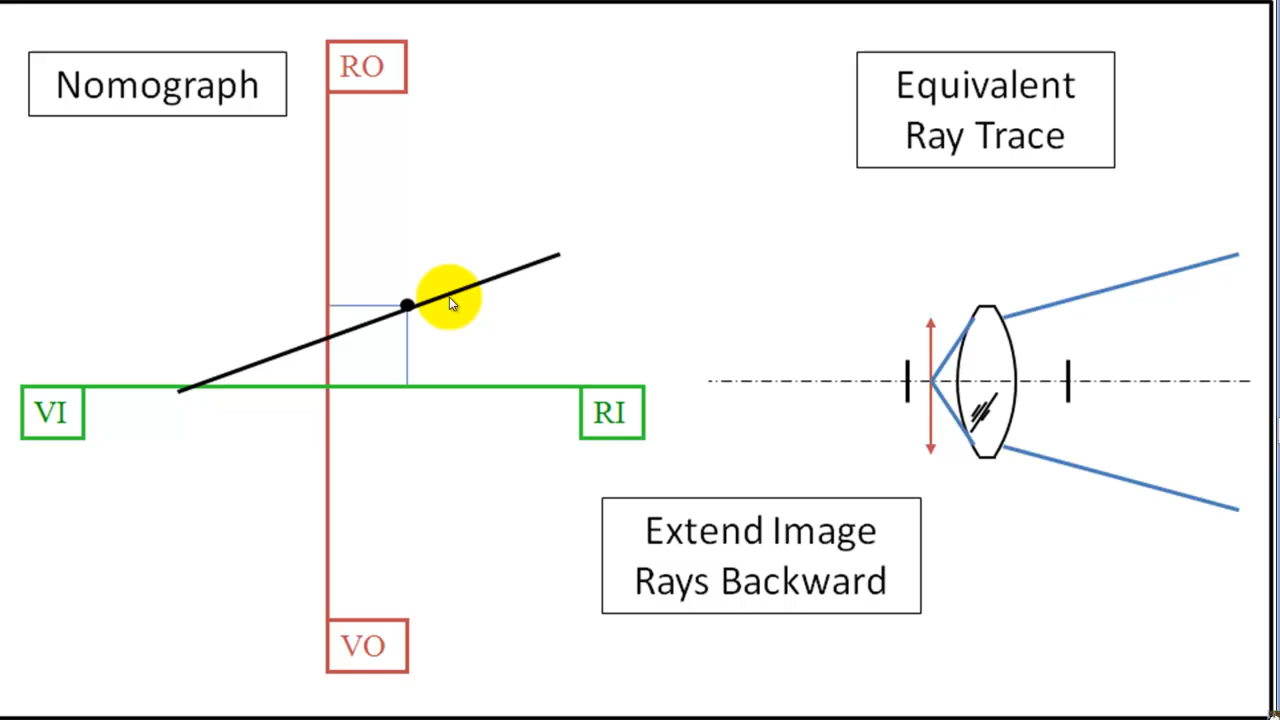 Nomograph
RO
Equivalent
Ray Trace
VI
RI
Extend Image
Rays Backward
VO